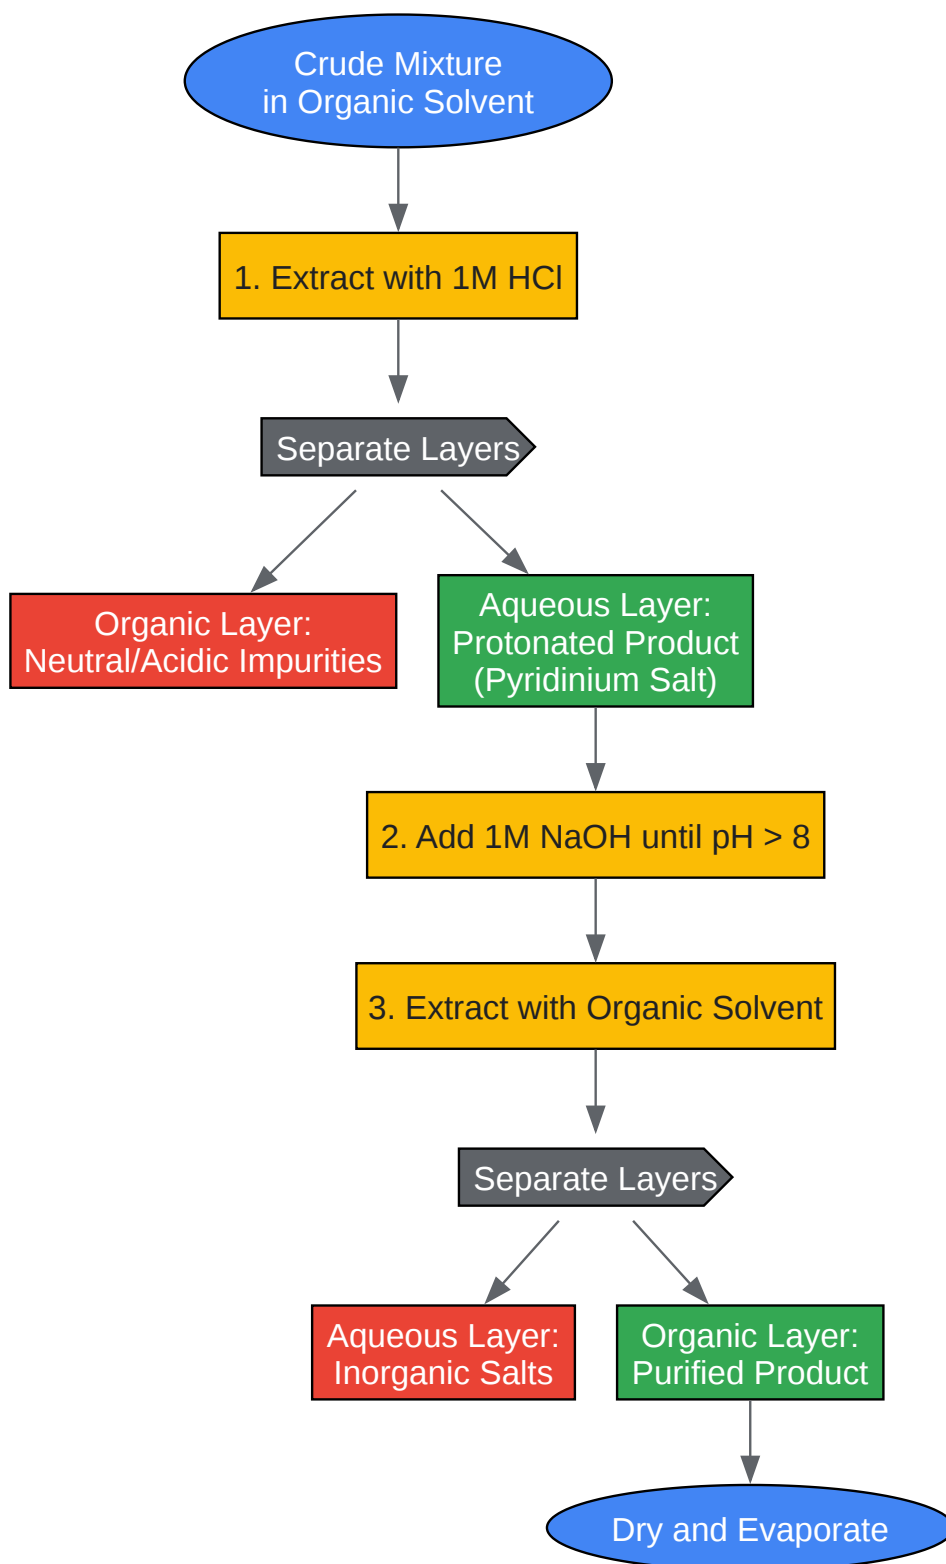 Crude Mixture
in Organic Solvent
1. Extract with 1M HCl
Separate Layers
Organic Layer:
Neutral/Acidic Impurities
Aqueous Layer:
Protonated Product
(Pyridinium Salt)
2. Add 1M NaOH until pH > 8
3. Extract with Organic Solvent
Separate Layers
Aqueous Layer:
Inorganic Salts
Organic Layer:
Purified Product
Dry and Evaporate